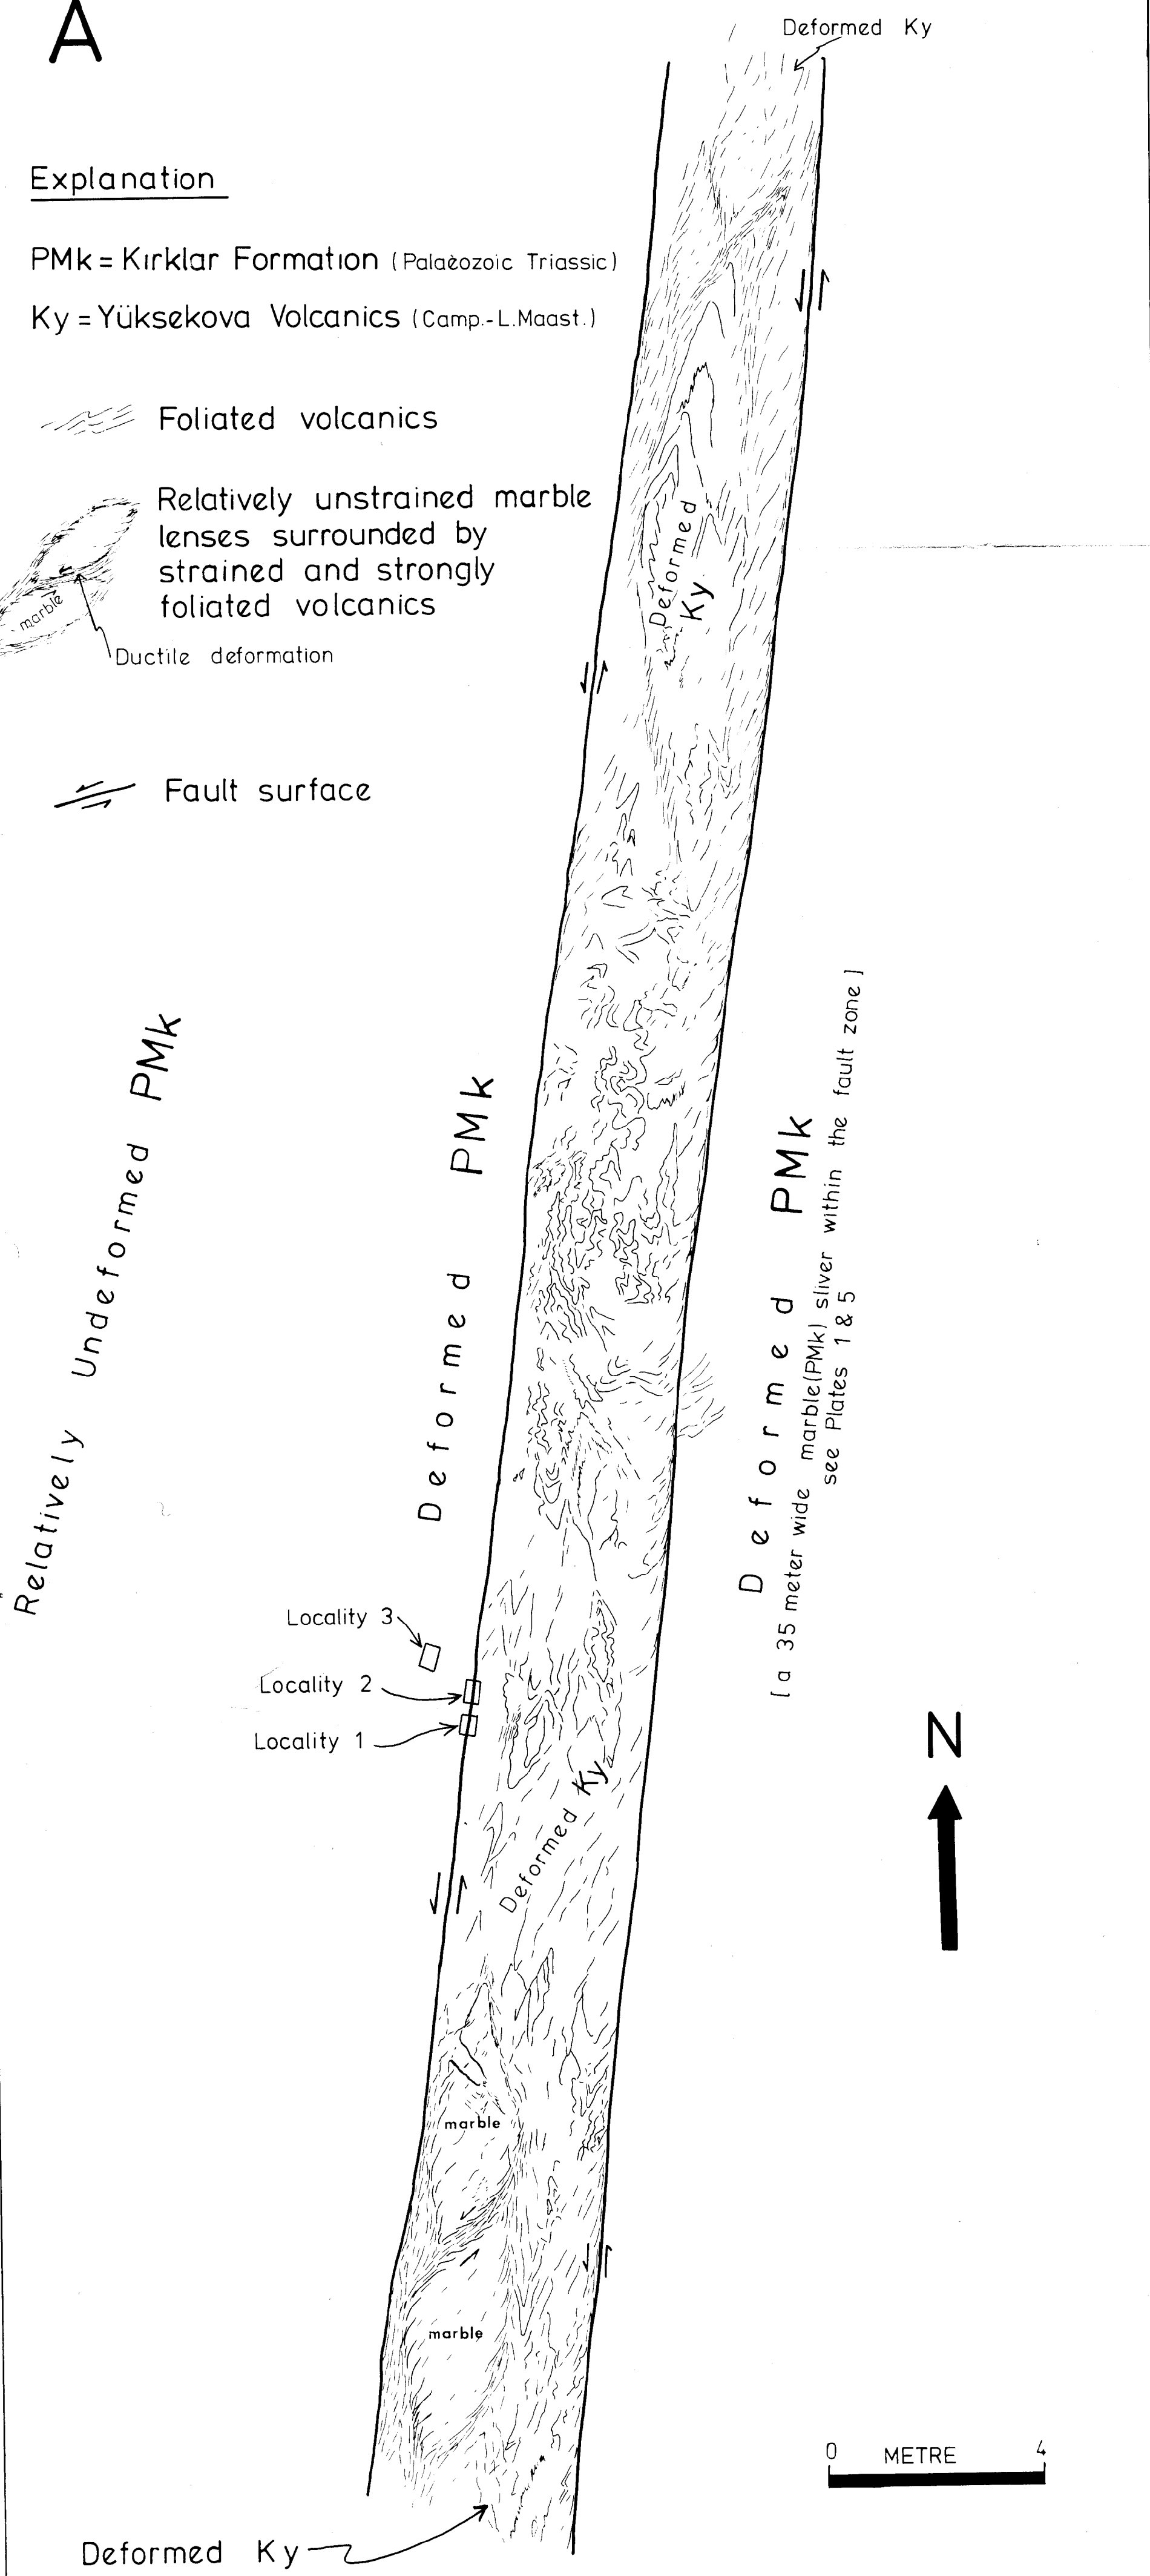 A
Deformed Ky
Explanation
PMk = Kırklar Formatıon (Palaeozoic Triassic)
Ky = Yüksekova Volcanics (Camp.-L.Maast.)
Foliated volcanics
Relatively unstrained marble
lenses surrounded by
strained and strongly
foliated volcanics
marble
Ductile deformation
Fault surface
Deformed
Ky
Relatively Undeformed PMk
Deformed PMk
Deformed PMk
[a 35 meter wide marble(PMk) sliver within the fault zone]
see Plates 1 & 5
Locality 3
Locality 2
Locality 1
Deformed Ky
N
marble
marble
0 METRE 4
Deformed Ky